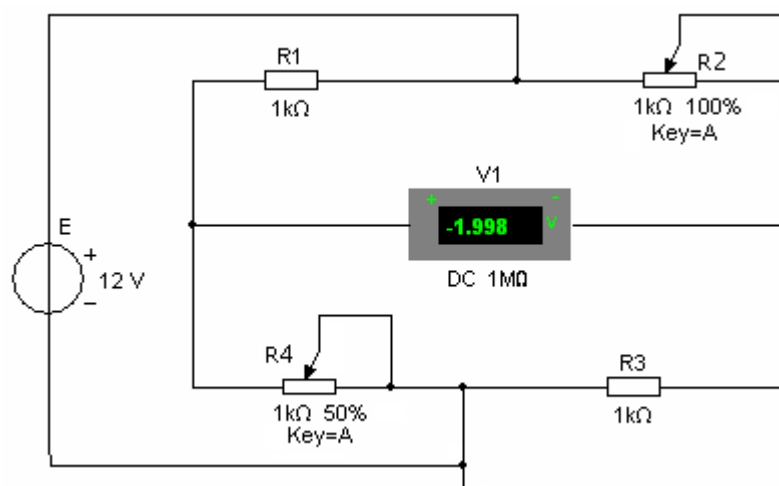 R1
1kΩ
R2
1kΩ 100%
Key=A
V1
+ -
-1.998 V
DC 1MΩ
E
+
12 V
−
R4
1kΩ 50%
Key=A
R3
1kΩ